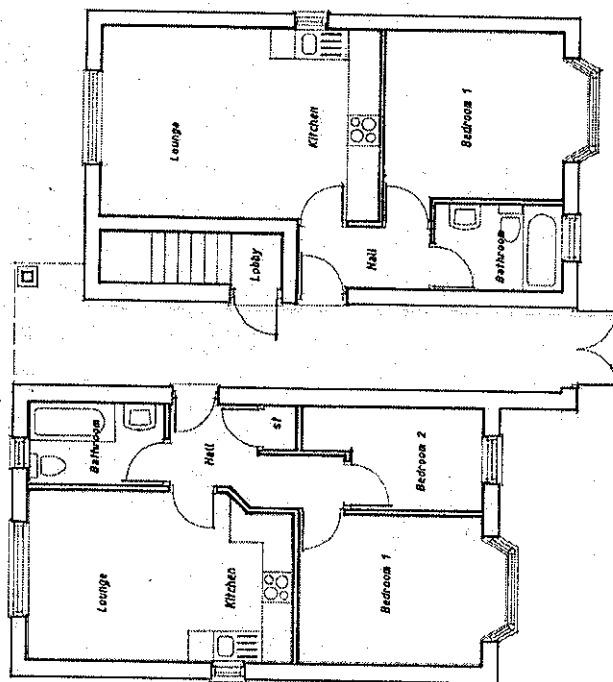 Lounge
Kitchen
Bedroom 1
Lobby
Hall
Bathroom
Bathroom
Hall
st
Bedroom 2
Lounge
Kitchen
Bedroom 1